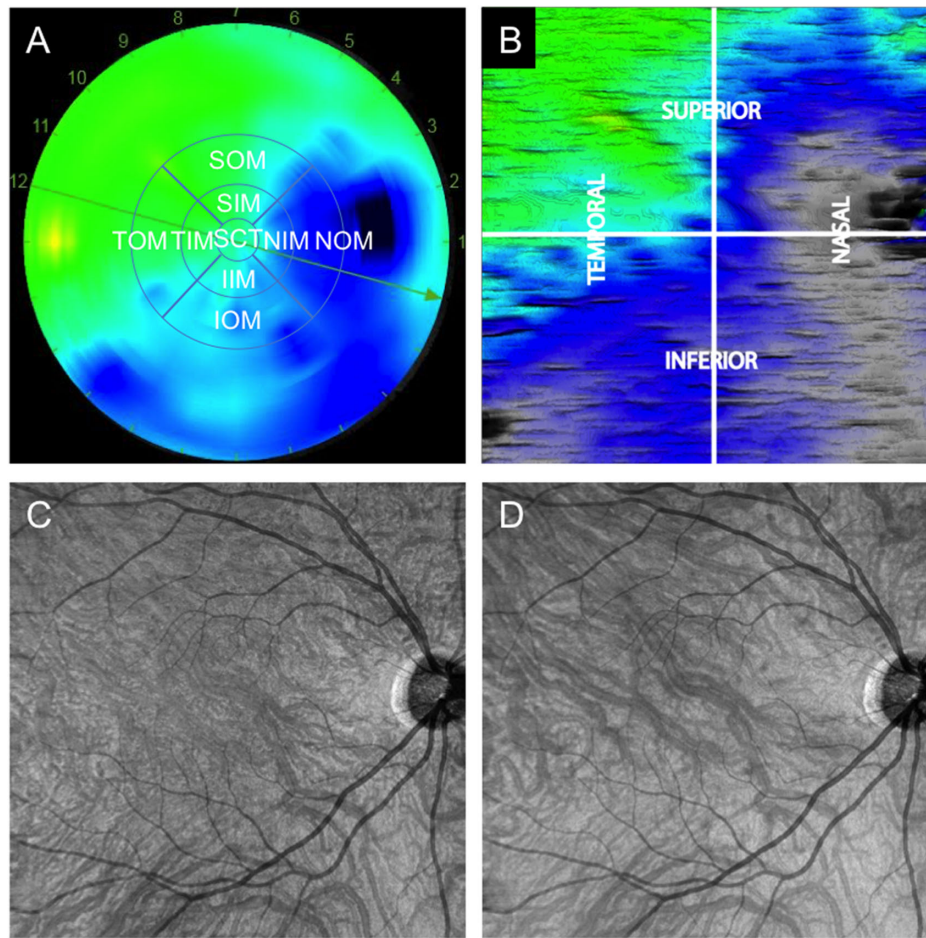 A
7
8
6
9
5
10
4
11
3
12
2
1
SOM
SIM
TOM TIM SCT NIM NOM
IIM
IOM
B
SUPERIOR
TEMPORAL
NASAL
INFERIOR
C
D